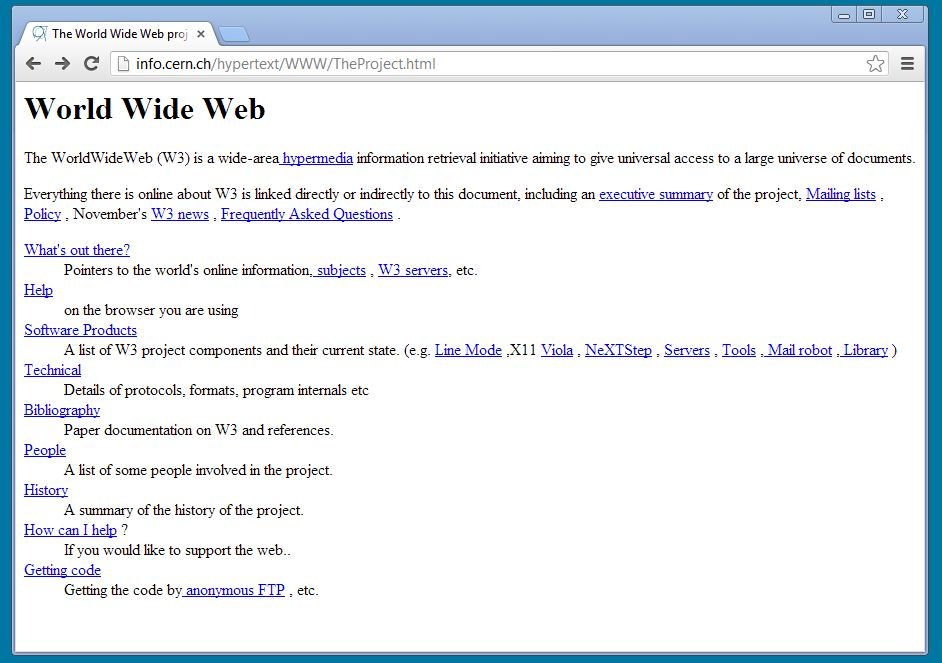 The World Wide Web proj
info.cern.ch/hypertext/WWW/TheProject.html
World Wide Web
The WorldWideWeb (W3) is a wide-area hypermedia information retrieval initiative aiming to give universal access to a large universe of documents.
Everything there is online about W3 is linked directly or indirectly to this document, including an executive summary of the project, Mailing lists ,
Policy , November's W3 news , Frequently Asked Questions .
What's out there?
Pointers to the world's online information, subjects , W3 servers, etc.
Help
on the browser you are using
Software Products
A list of W3 project components and their current state. (e.g. Line Mode ,X11 Viola , NeXTStep , Servers , Tools , Mail robot , Library )
Technical
Details of protocols, formats, program internals etc
Bibliography
Paper documentation on W3 and references.
People
A list of some people involved in the project.
History
A summary of the history of the project.
How can I help ?
If you would like to support the web..
Getting code
Getting the code by anonymous FTP , etc.